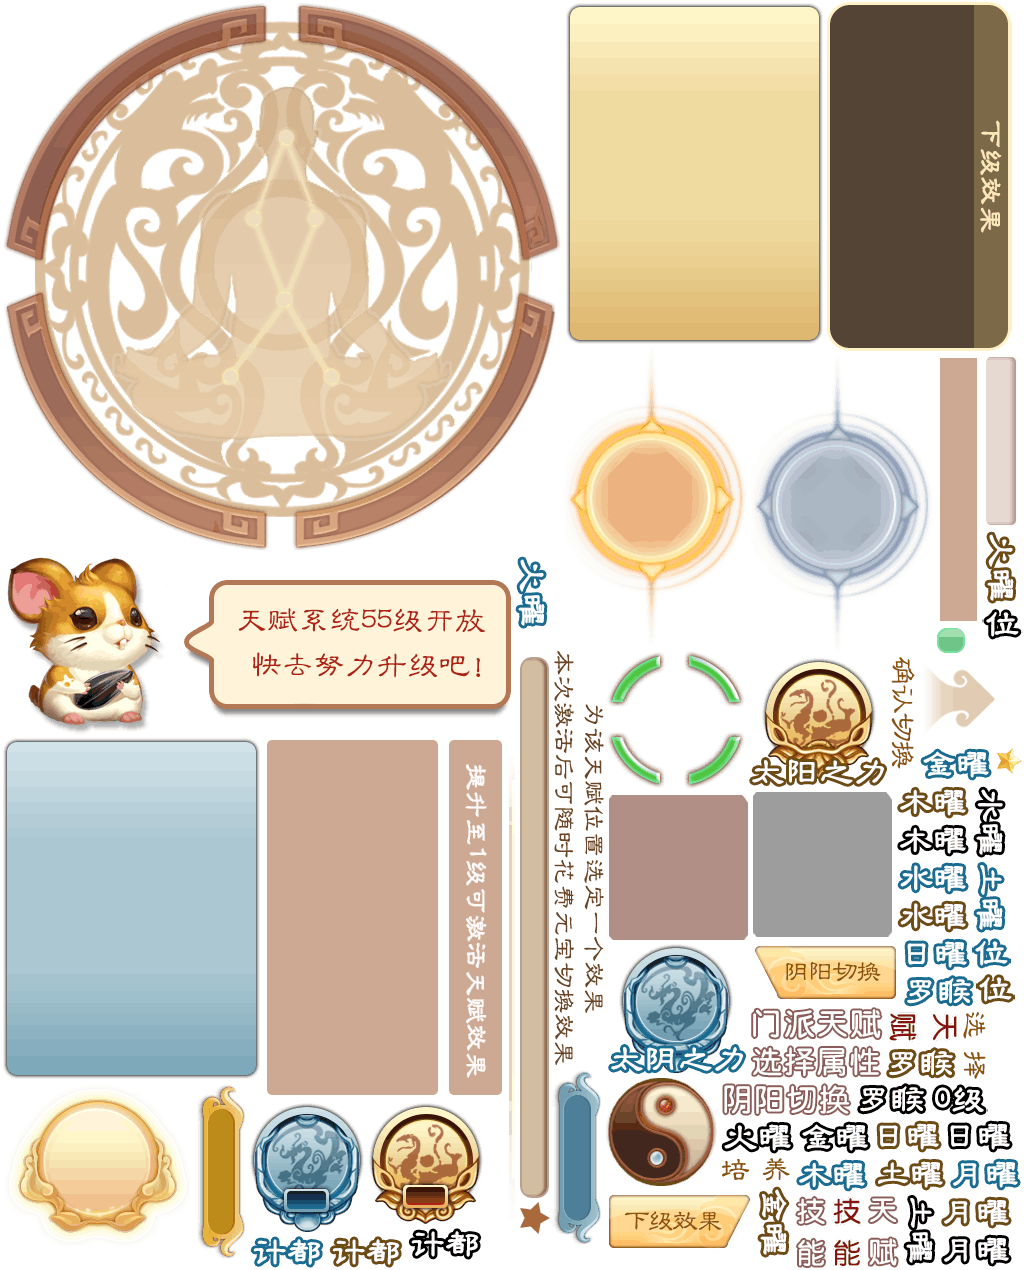 下级效果
火曜
位
火曜
天赋系统55级开放
快去努力升级吧!
确认切换
太阳之力
金曜
本次激活后可随时花费元宝切换效果
为该天赋位置选定一个效果
提升至1级可激活天赋效果
木曜
水曜
木曜
水曜
土曜
水曜
日曜
位
罗睺
位
阴阳切换
太阴之力
门派天赋
天赋
选择
选择属性
罗睺
阴阳切换
罗睺
0级
火曜
金曜
日曜
日曜
培养
木曜
土曜
月曜
下级效果
金曜
技能
技能
天赋
土曜
月曜
月曜
计都
计都
计都